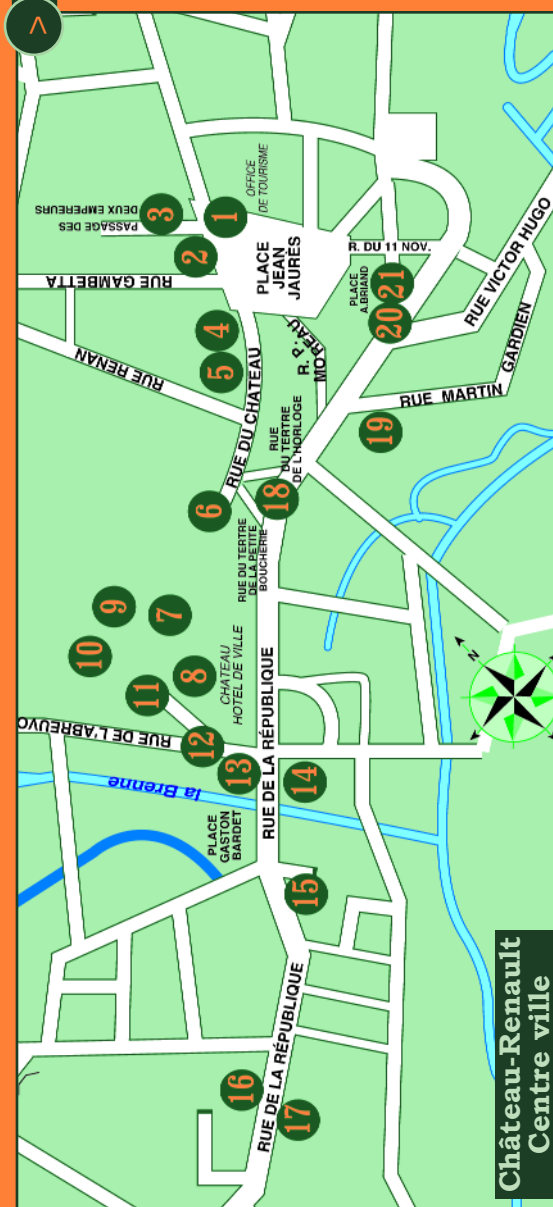 Château-Renault
Centre ville
PASSAGE DES
DEUX EMPEREURS
OFFICE
DE TOURISME
RUE GAMBETTA
PLACE
JEAN
JAURÈS
R. DU 11 NOV.
PLACE
A.BRIAND
RUE VICTOR HUGO
RUE RENAN
R. P.
MOREAU
RUE MARTIN
GARDIEN
RUE DU CHATEAU
RUE
DU TERTRE
DE L'HORLOGE
RUE DU TERTRE
DE LA PETITE
BOUCHERIE
CHATEAU
HOTEL DE VILLE
RUE DE L'ABREUVO
RUE DE LA RÉPUBLIQUE
la Brenne
PLACE
GASTON
BARDET
RUE DE LA RÉPUBLIQUE
N
1
2
3
4
5
6
7
8
9
10
11
12
13
14
15
16
17
18
19
20
21